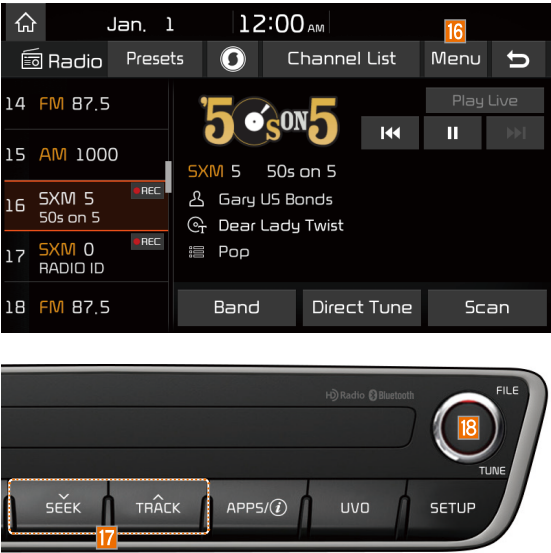 Jan. 1 12:00 AM
16
Radio Presets Channel List Menu
14 FM 87.5
15 AM 1000
16 SXM 5 REC
50s on 5
17 SXM 0 REC
RADIO ID
18 FM 87.5
'50's ON 5
Play Live
SXM 5 50s on 5
Gary US Bonds
Dear Lady Twist
Pop
Band Direct Tune Scan
HD Radio Bluetooth
FILE
18
TUNE
SEEK TRACK APPS/i UVO SETUP
17